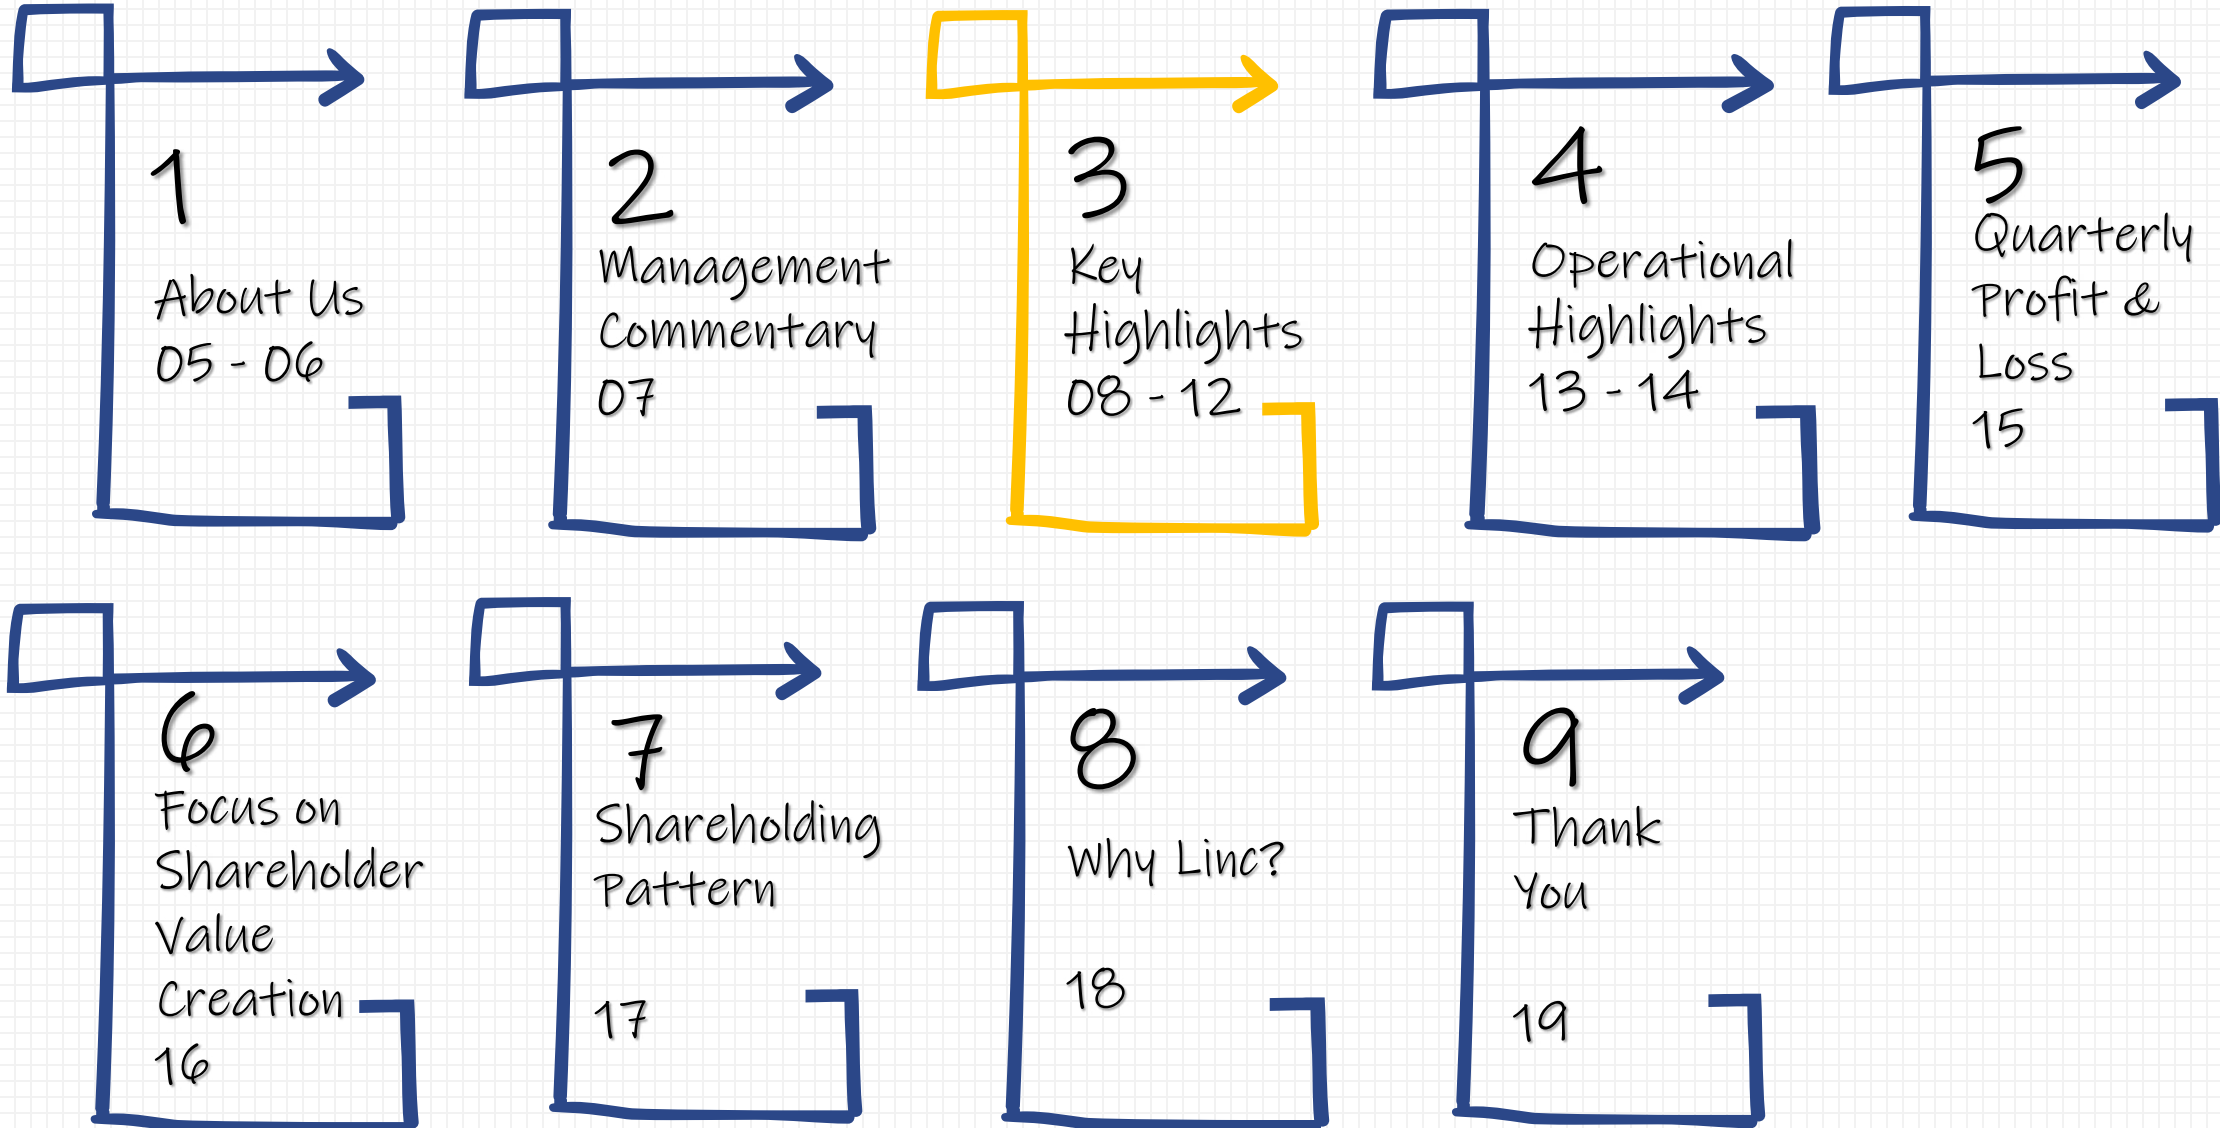 1
About Us
05 - 06
2
Management
Commentary
07
3
Key
Highlights
08 - 12
4
Operational
Highlights
13 - 14
5
Quarterly
Profit &
Loss
15
6
Focus on
Shareholder
Value
Creation
16
7
Shareholding
Pattern
17
8
Why Linc?
18
9
Thank
You
19